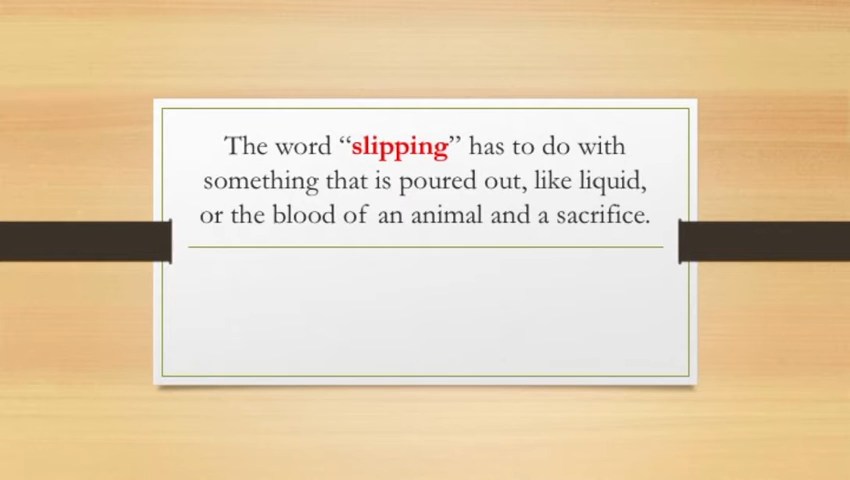 The word “slipping” has to do with
something that is poured out, like liquid,
or the blood of an animal and a sacrifice.